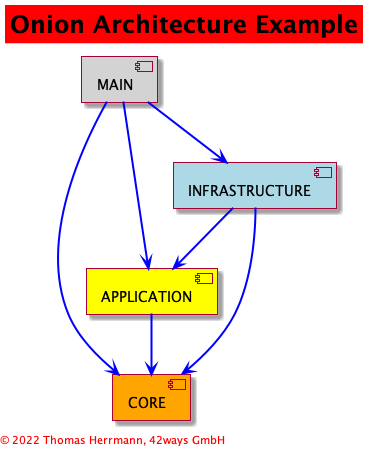 Onion Architecture Example
MAIN
INFRASTRUCTURE
APPLICATION
CORE
© 2022 Thomas Herrmann, 42ways GmbH